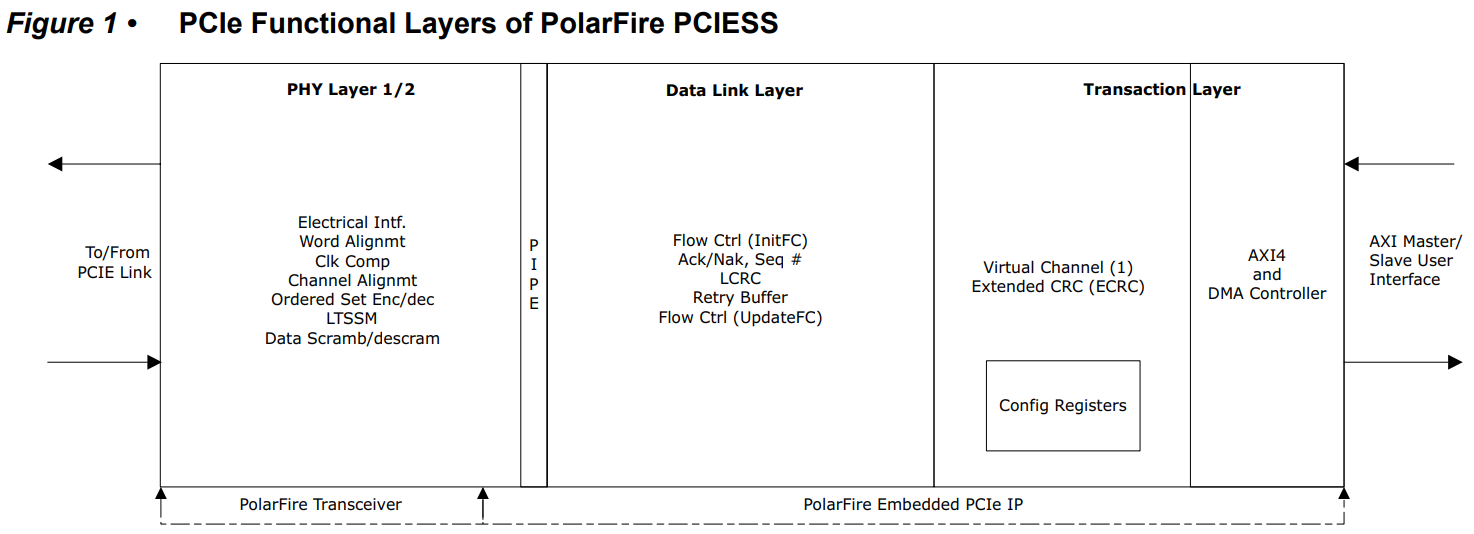 Figure 1 • PCIe Functional Layers of PolarFire PCIESS
PHY Layer 1/2
Data Link Layer
Transaction Layer
To/From
PCIE Link
Electrical Intf.
Word Alignmt
Clk Comp
Channel Alignmt
Ordered Set Enc/dec
LTSSM
Data Scramb/descram
P
I
P
E
Flow Ctrl (InitFC)
Ack/Nak, Seq #
LCRC
Retry Buffer
Flow Ctrl (UpdateFC)
Virtual Channel (1)
Extended CRC (ECRC)
Config Registers
AXI4
and
DMA Controller
AXI Master/
Slave User
Interface
PolarFire Transceiver
PolarFire Embedded PCIe IP